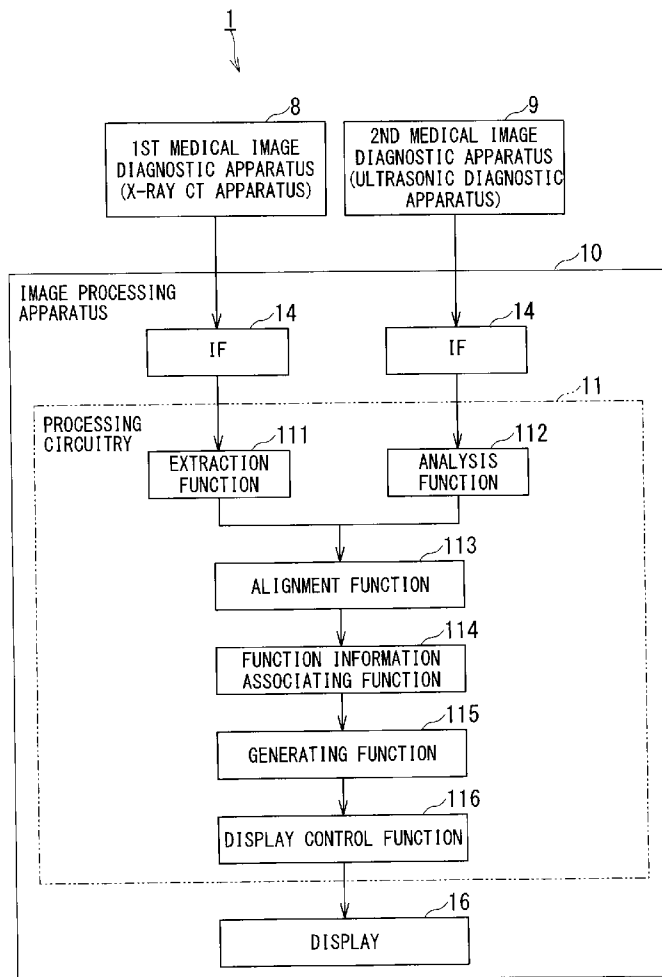 1
8
1ST MEDICAL IMAGE
DIAGNOSTIC APPARATUS
(X-RAY CT APPARATUS)
9
2ND MEDICAL IMAGE
DIAGNOSTIC APPARATUS
(ULTRASONIC DIAGNOSTIC
APPARATUS)
10
IMAGE PROCESSING
APPARATUS
14
IF
14
IF
11
PROCESSING
CIRCUITRY
111
EXTRACTION
FUNCTION
112
ANALYSIS
FUNCTION
113
ALIGNMENT FUNCTION
114
FUNCTION INFORMATION
ASSOCIATING FUNCTION
115
GENERATING FUNCTION
116
DISPLAY CONTROL FUNCTION
16
DISPLAY